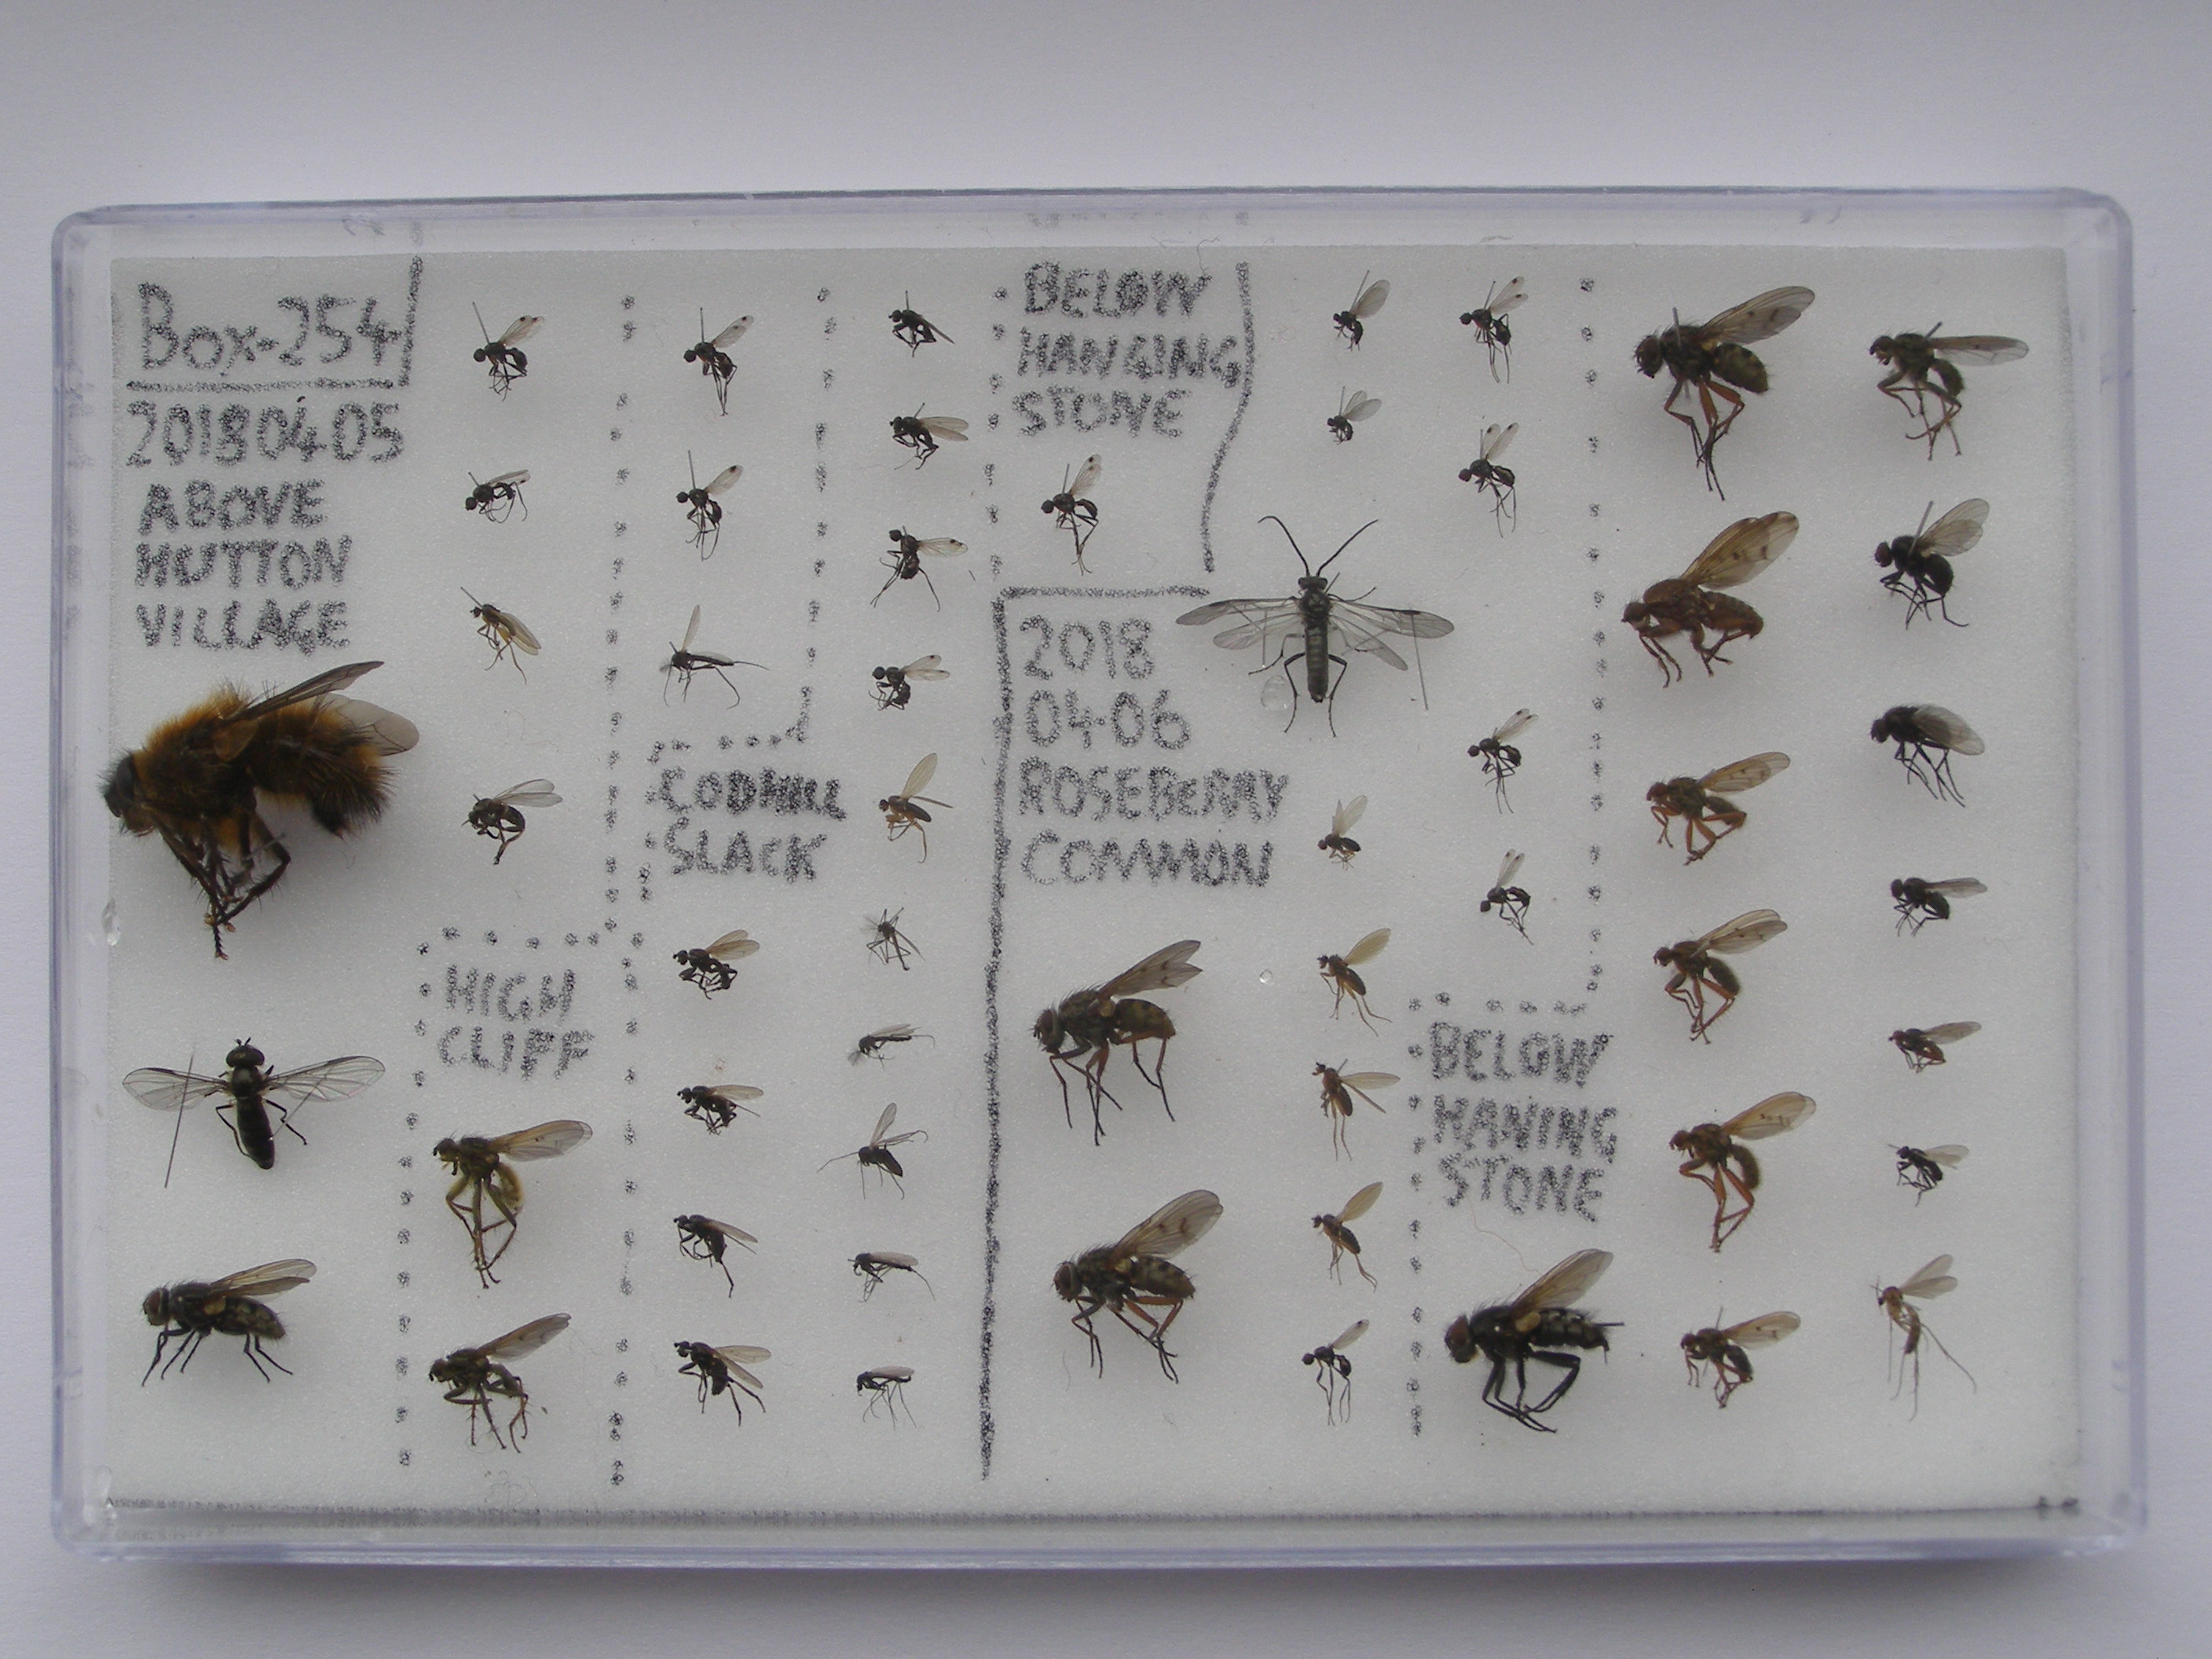 Box-254
20180405
ABOVE
HUTTON
VILLAGE
HIGH
CLIFF
CODHILL
SLACK
BELOW
HANGING
STONE
2018
04-06
ROSEBERRY
COMMON
BELOW
HANING
STONE